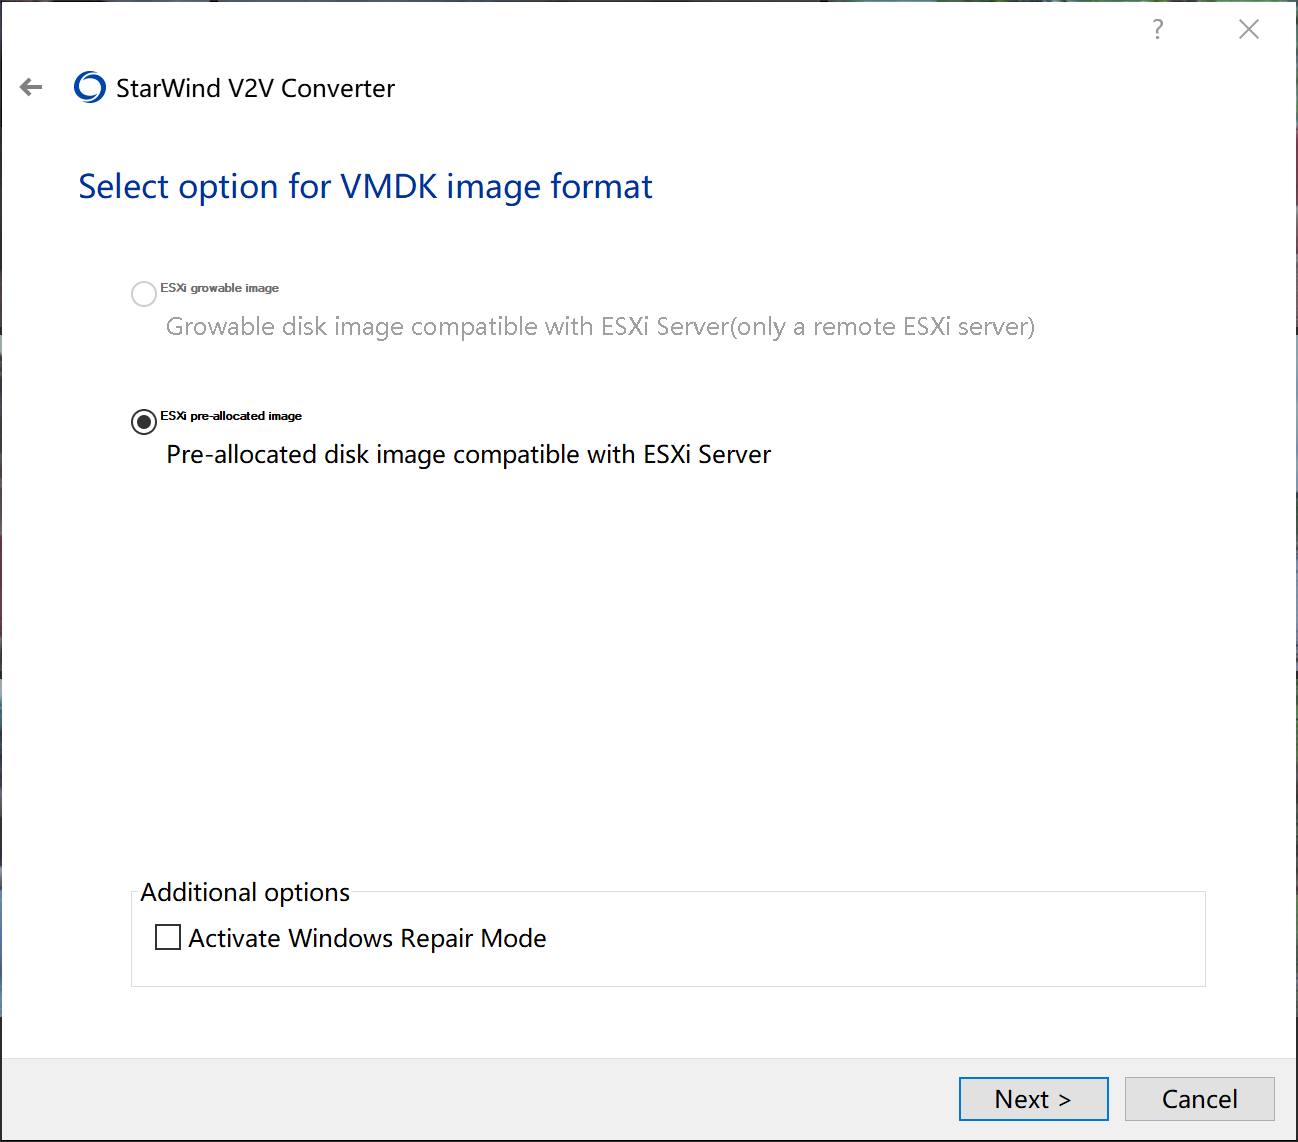 ?
StarWind V2V Converter
Select option for VMDK image format
ESXi growable image
Growable disk image compatible with ESXi Server(only a remote ESXi server)
ESXi pre-allocated image
Pre-allocated disk image compatible with ESXi Server
Additional options
Activate Windows Repair Mode
Next >
Cancel